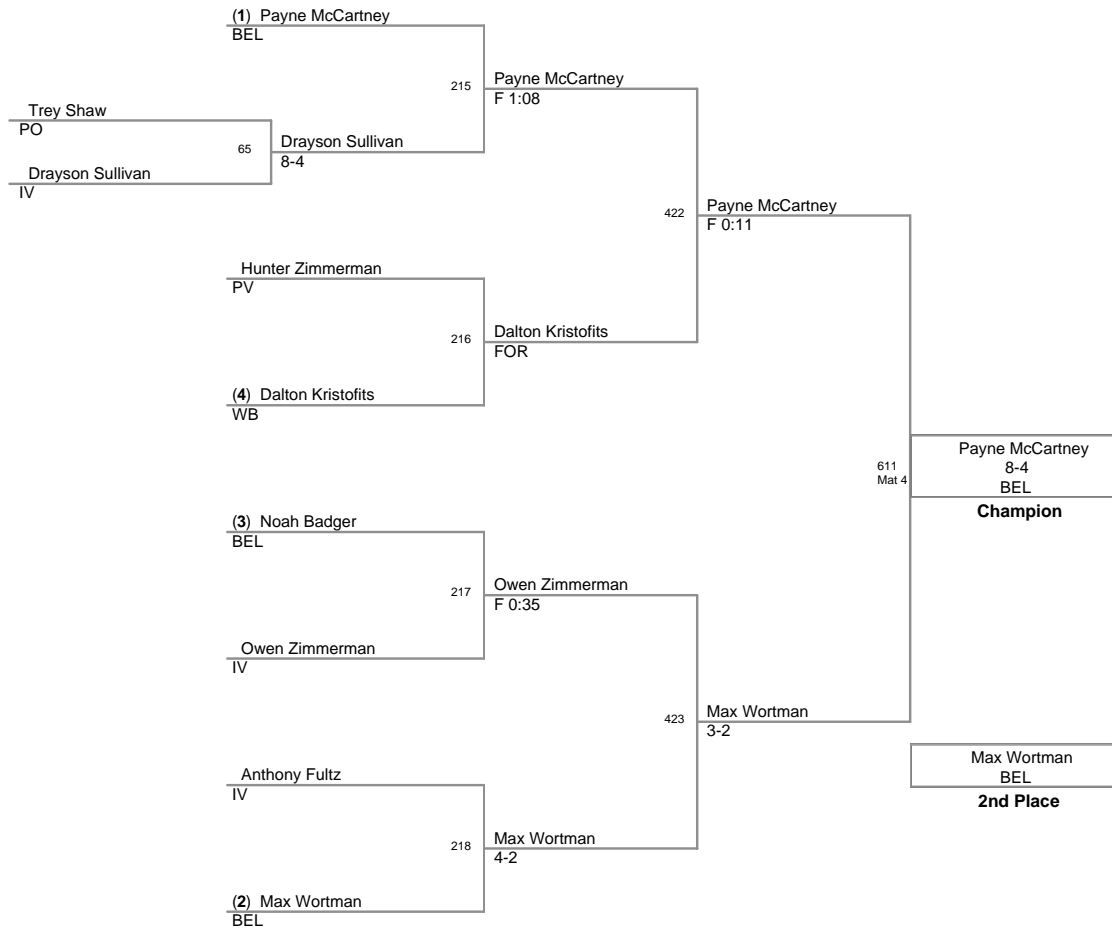 (1) Payne McCartney
BEL
215
Payne McCartney
F 1:08
Trey Shaw
PO
65
Drayson Sullivan
8-4
Drayson Sullivan
IV
422
Payne McCartney
F 0:11
Hunter Zimmerman
PV
216
Dalton Kristofits
FOR
(4) Dalton Kristofits
WB
611
Mat 4
Payne McCartney
8-4
BEL
Champion
(3) Noah Badger
BEL
217
Owen Zimmerman
F 0:35
Owen Zimmerman
IV
423
Max Wortman
3-2
Anthony Fultz
IV
218
Max Wortman
4-2
(2) Max Wortman
BEL
Max Wortman
BEL
2nd Place